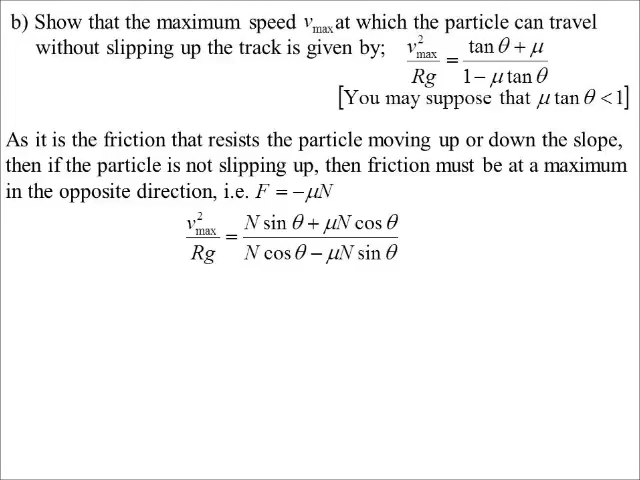 b) Show that the maximum speed v_max at which the particle can travel
without slipping up the track is given by; v²_max / Rg = (tan θ + μ) / (1 − μ tan θ)
[You may suppose that μ tan θ < 1]
As it is the friction that resists the particle moving up or down the slope,
then if the particle is not slipping up, then friction must be at a maximum
in the opposite direction, i.e. F = −μN
v²_max / Rg = (N sin θ + μN cos θ) / (N cos θ − μN sin θ)